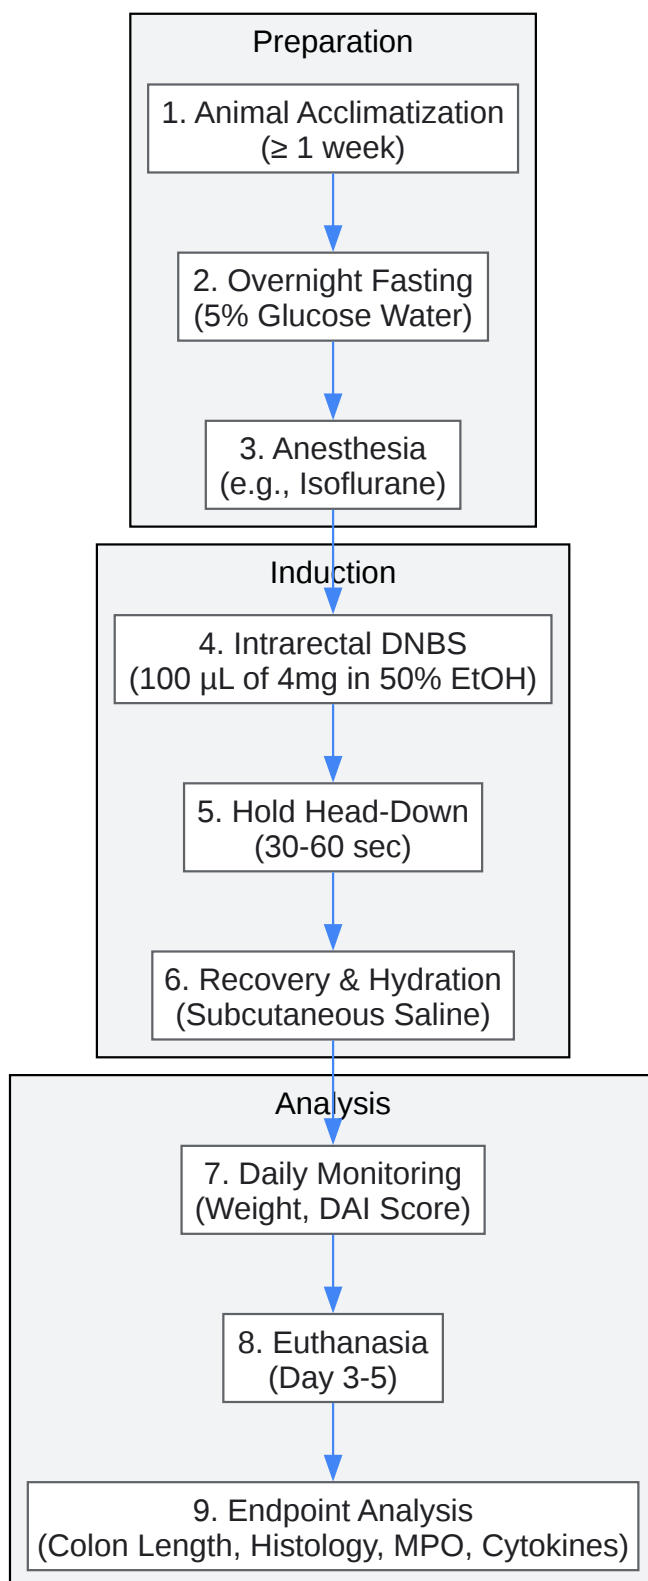 Preparation
1. Animal Acclimatization
(≥ 1 week)
2. Overnight Fasting
(5% Glucose Water)
3. Anesthesia
(e.g., Isoflurane)
Induction
4. Intrarectal DNBS
(100 µL of 4mg in 50% EtOH)
5. Hold Head-Down
(30-60 sec)
6. Recovery & Hydration
(Subcutaneous Saline)
Analysis
7. Daily Monitoring
(Weight, DAI Score)
8. Euthanasia
(Day 3-5)
9. Endpoint Analysis
(Colon Length, Histology, MPO, Cytokines)